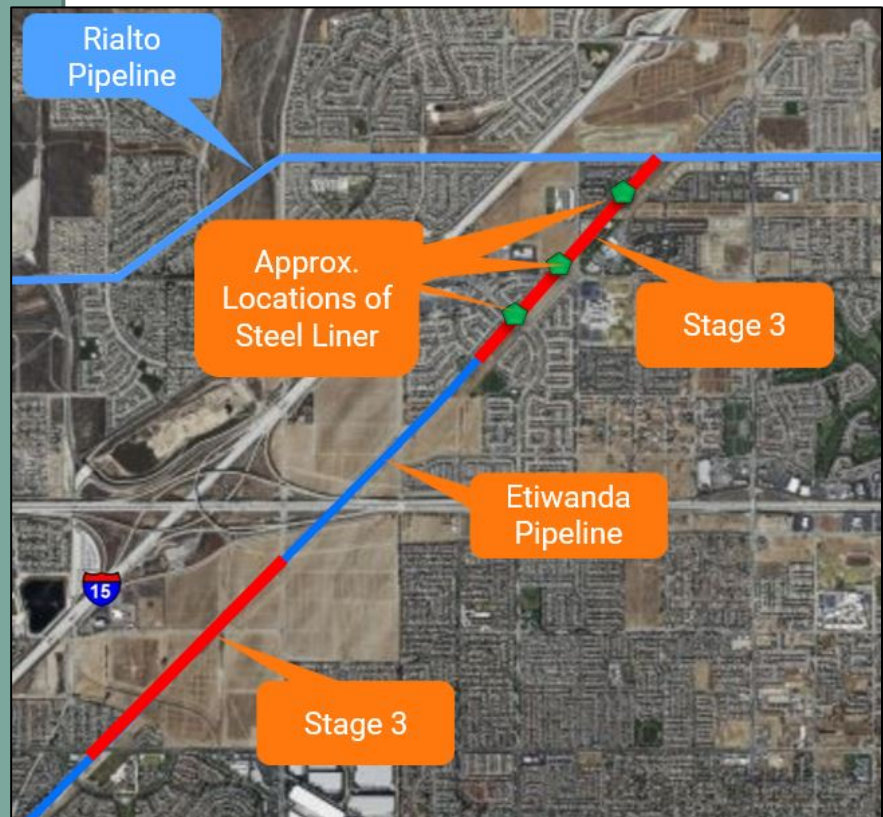 Rialto
Pipeline
Approx.
Locations of
Steel Liner
Stage 3
Etiwanda
Pipeline
15
Stage 3